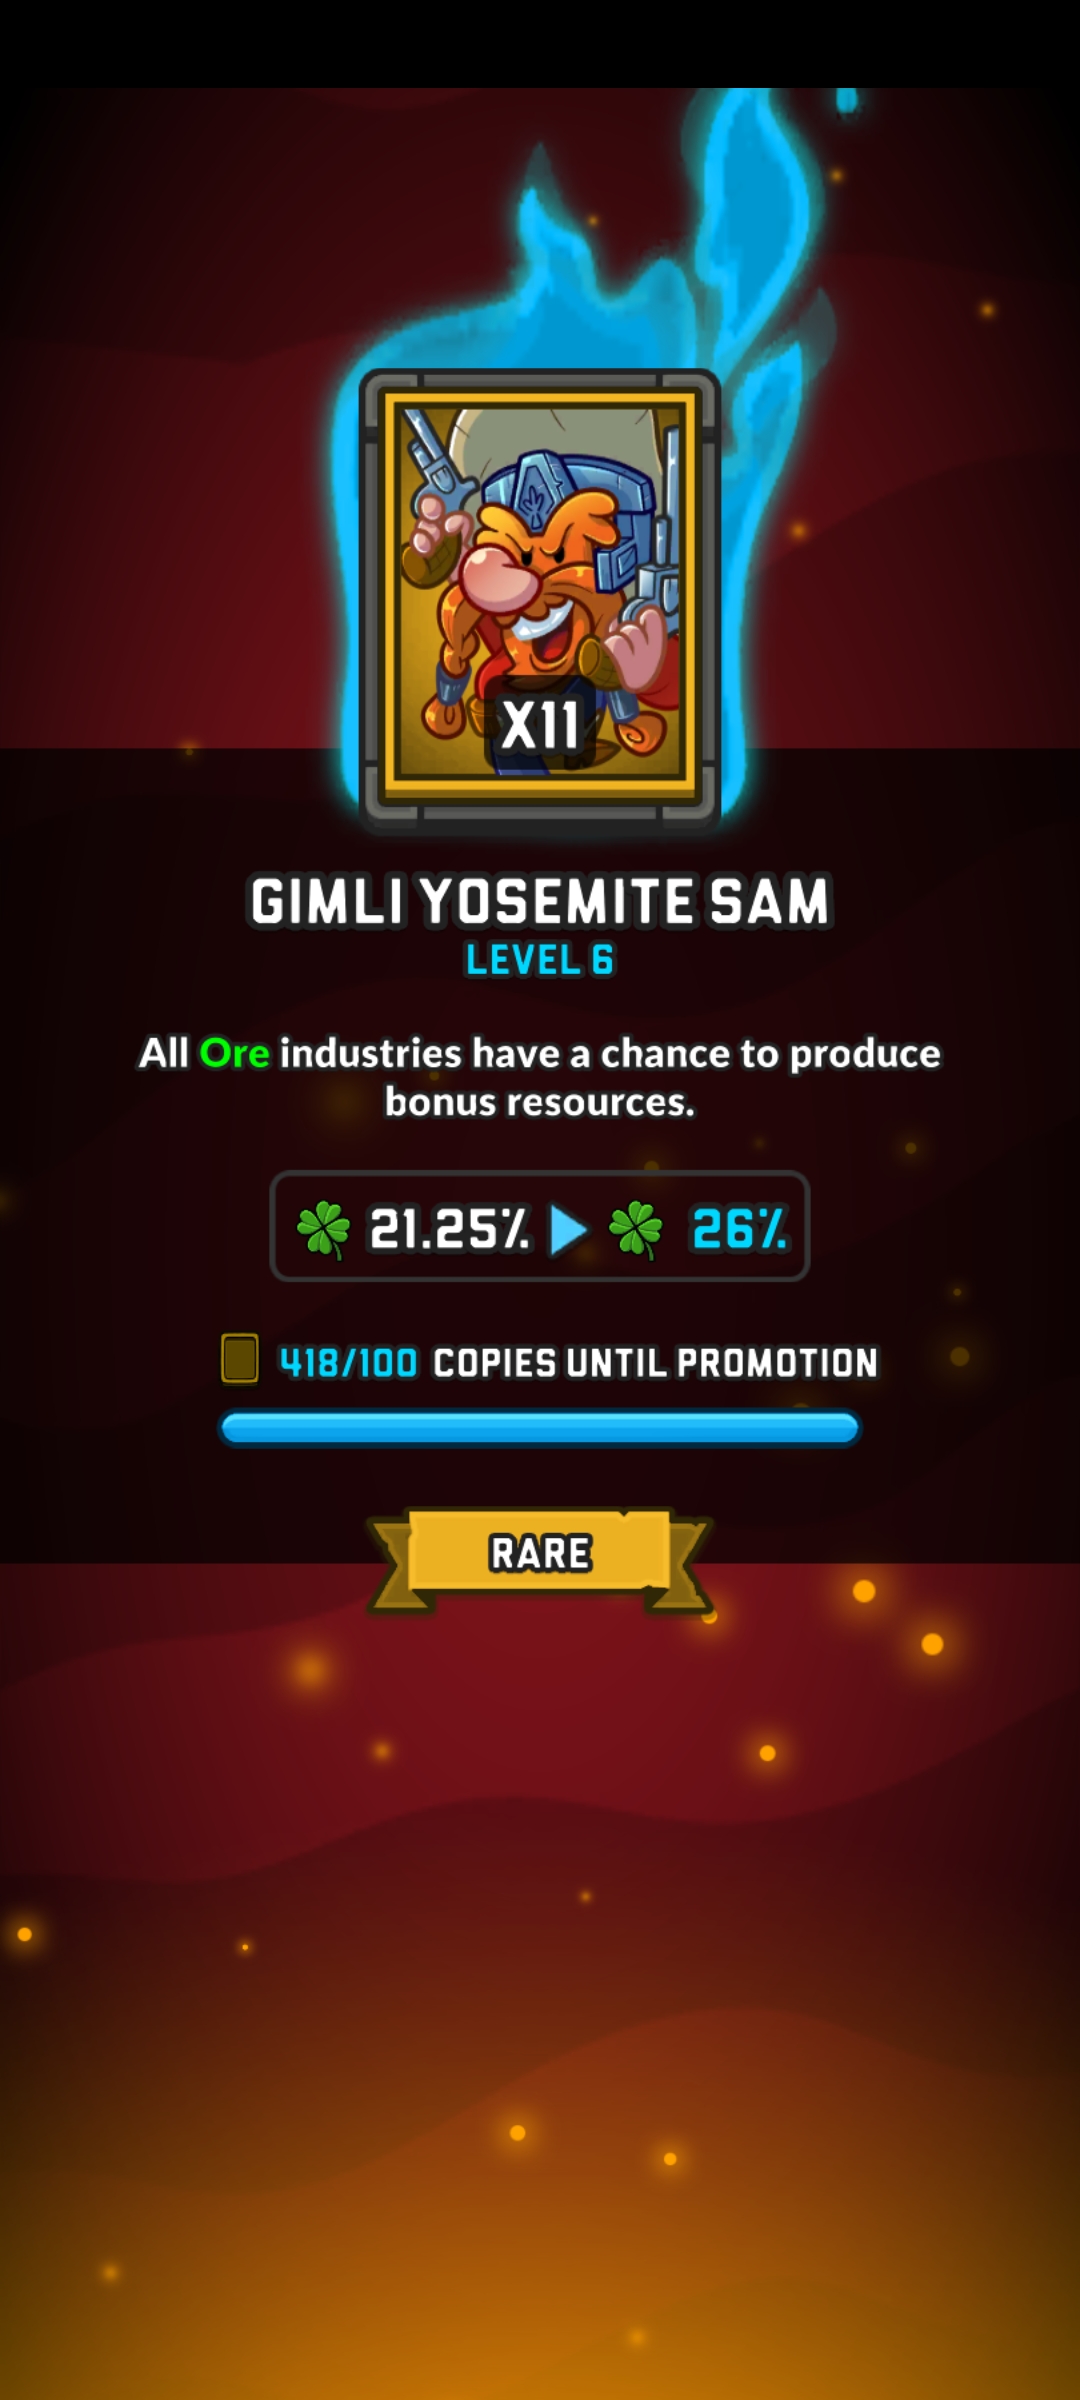 X11
GIMLI YOSEMITE SAM
LEVEL 6
All Ore industries have a chance to produce
bonus resources.
21.25% 26%
418/100 COPIES UNTIL PROMOTION
RARE